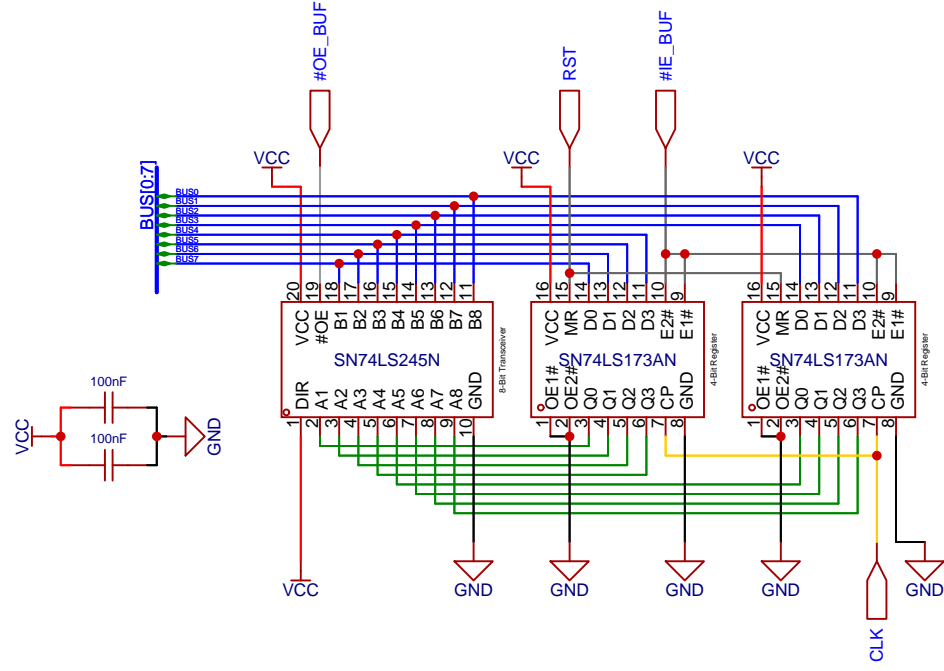 #OE_BUF
RST
#IE_BUF
VCC
VCC
VCC
BUS[0:7]
BUS0
BUS1
BUS2
BUS3
BUS4
BUS5
BUS6
BUS7
20 19 18 17 16 15 14 13 12 11
VCC #OE B1 B2 B3 B4 B5 B6 B7 B8
SN74LS245N
8-Bit Transceiver
DIR A1 A2 A3 A4 A5 A6 A7 A8 GND
1 2 3 4 5 6 7 8 9 10
16 15 14 13 12 11 10 9
VCC MR D0 D1 D2 D3 E2# E1#
SN74LS173AN
4-Bit Register
OE1# OE2# Q0 Q1 Q2 Q3 CP GND
1 2 3 4 5 6 7 8
16 15 14 13 12 11 10 9
VCC MR D0 D1 D2 D3 E2# E1#
SN74LS173AN
4-Bit Register
OE1# OE2# Q0 Q1 Q2 Q3 CP GND
1 2 3 4 5 6 7 8
100nF
100nF
VCC
GND
VCC
GND
GND
GND
GND
GND
CLK